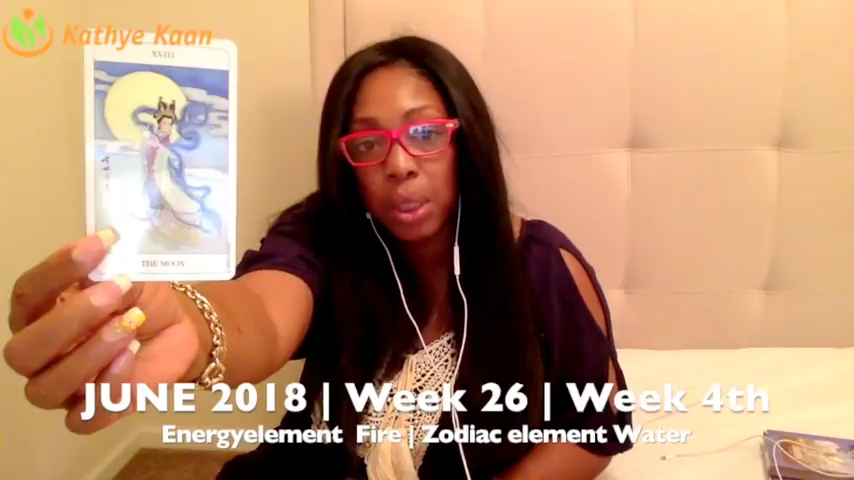 Kathye Kaan
XVIII
THE MOON
JUNE 2018 | Week 26 | Week 4th
Energyelement Fire | Zodiac element Water